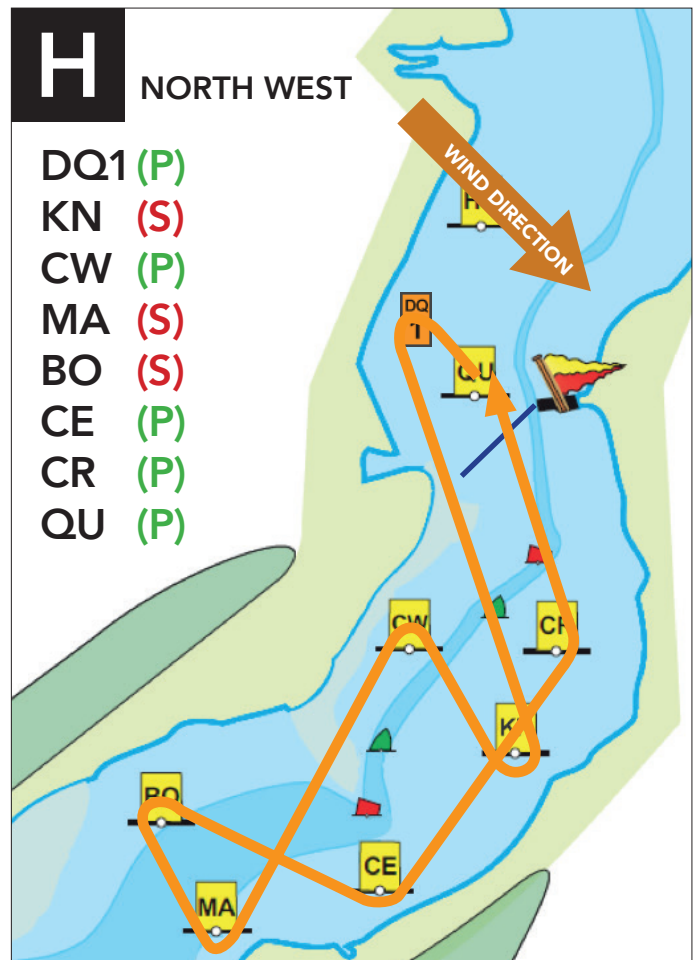 H
NORTH WEST
DQ1 (P)
KN (S)
CW (P)
MA (S)
BO (S)
CE (P)
CR (P)
QU (P)
WIND DIRECTION
DQ
1
QU
CW
CR
BO
CE
MA